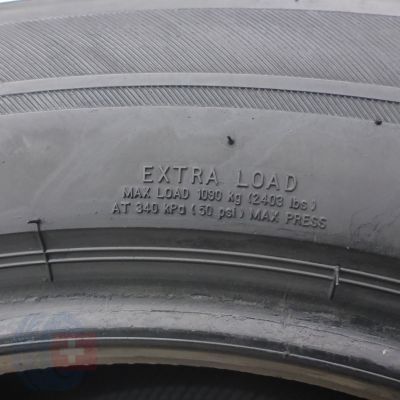 EXTRA LOAD
MAX LOAD 1090 kg (2403 lbs)
AT 340 kPa (50 psi) MAX PRESS